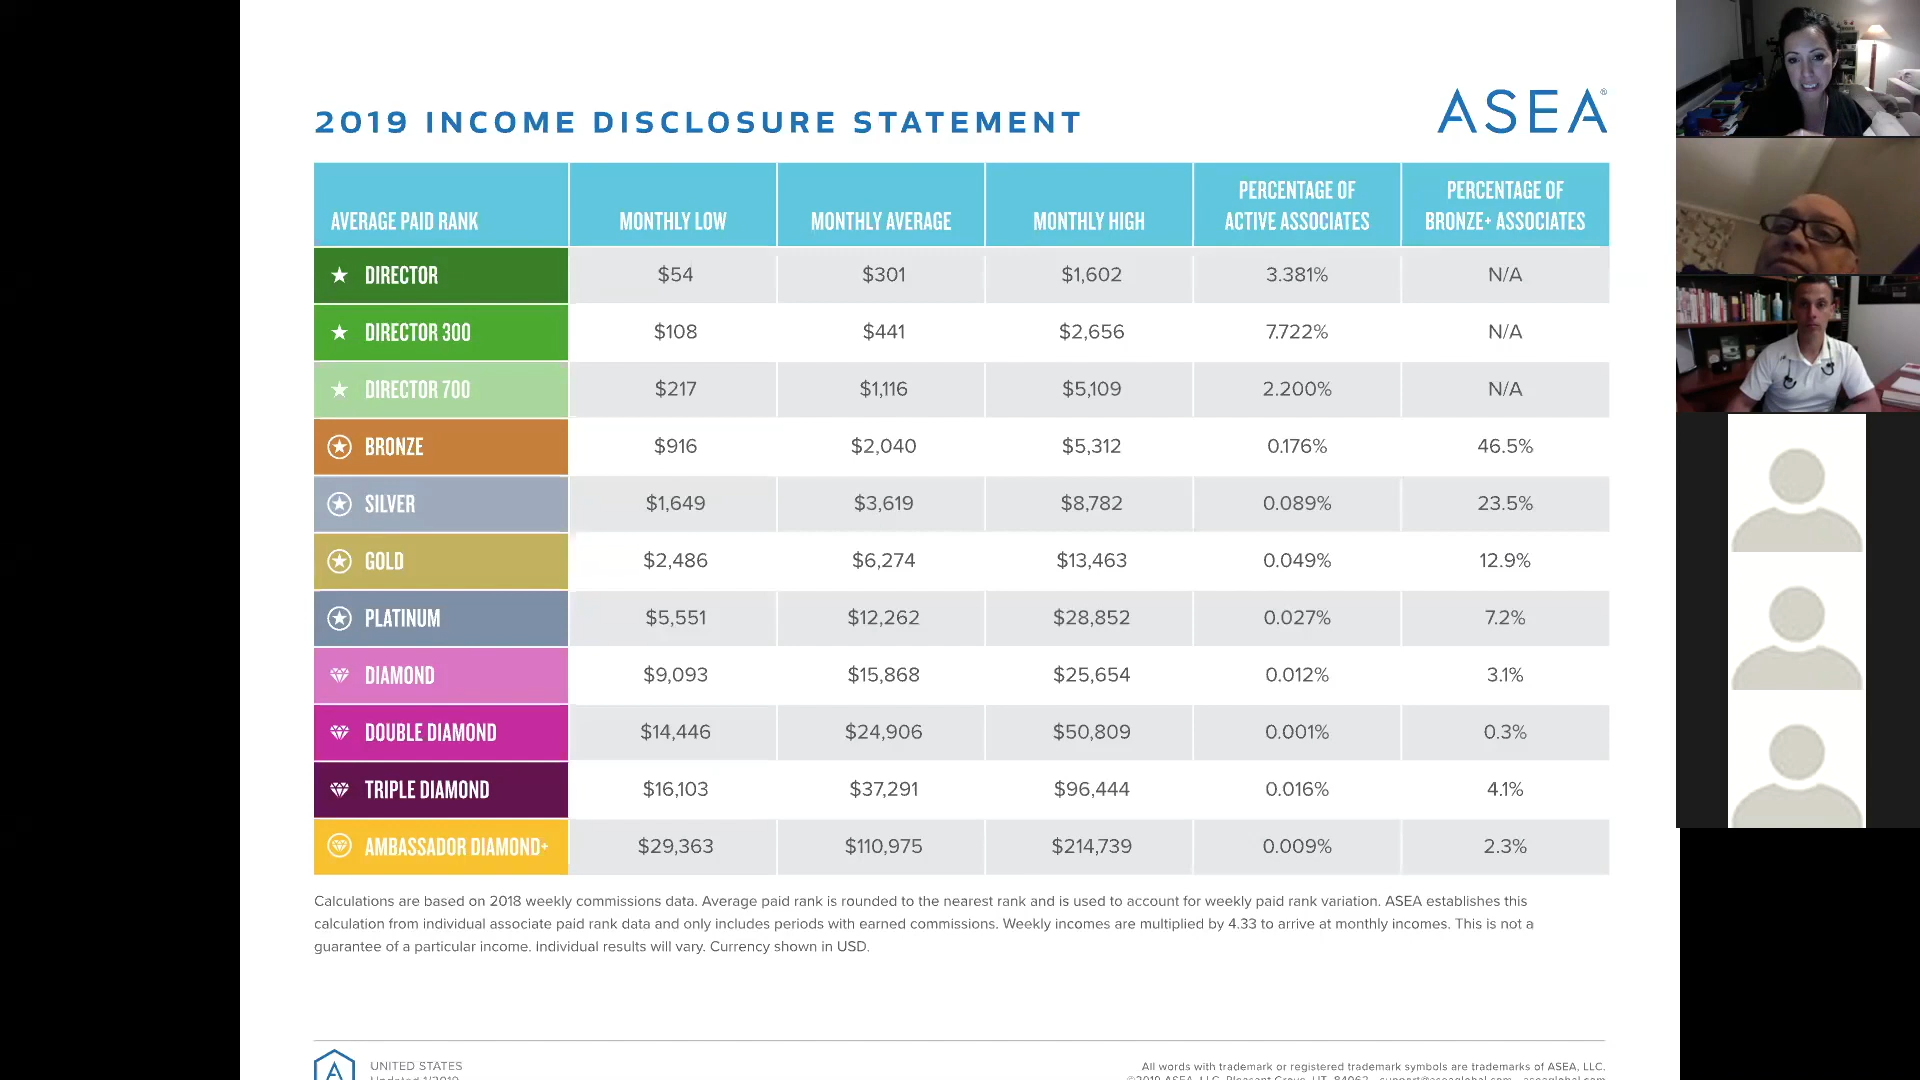 2019 INCOME DISCLOSURE STATEMENT
ASEA®
AVERAGE PAID RANK MONTHLY LOW MONTHLY AVERAGE MONTHLY HIGH PERCENTAGE OF ACTIVE ASSOCIATES PERCENTAGE OF BRONZE+ ASSOCIATES
DIRECTOR $54 $301 $1,602 3.381% N/A
DIRECTOR 300 $108 $441 $2,656 7.722% N/A
DIRECTOR 700 $217 $1,116 $5,109 2.200% N/A
BRONZE $916 $2,040 $5,312 0.176% 46.5%
SILVER $1,649 $3,619 $8,782 0.089% 23.5%
GOLD $2,486 $6,274 $13,463 0.049% 12.9%
PLATINUM $5,551 $12,262 $28,852 0.027% 7.2%
DIAMOND $9,093 $15,868 $25,654 0.012% 3.1%
DOUBLE DIAMOND $14,446 $24,906 $50,809 0.001% 0.3%
TRIPLE DIAMOND $16,103 $37,291 $96,444 0.016% 4.1%
AMBASSADOR DIAMOND+ $29,363 $110,975 $214,739 0.009% 2.3%
Calculations are based on 2018 weekly commissions data. Average paid rank is rounded to the nearest rank and is used to account for weekly paid rank variation. ASEA establishes this
calculation from individual associate paid rank data and only includes periods with earned commissions. Weekly incomes are multiplied by 4.33 to arrive at monthly incomes. This is not a
guarantee of a particular income. Individual results will vary. Currency shown in USD.
UNITED STATES
Updated 1/2019
All words with trademark or registered trademark symbols are trademarks of ASEA, LLC.
©2019 ASEA, LLC, Pleasant Grove, UT, 84062